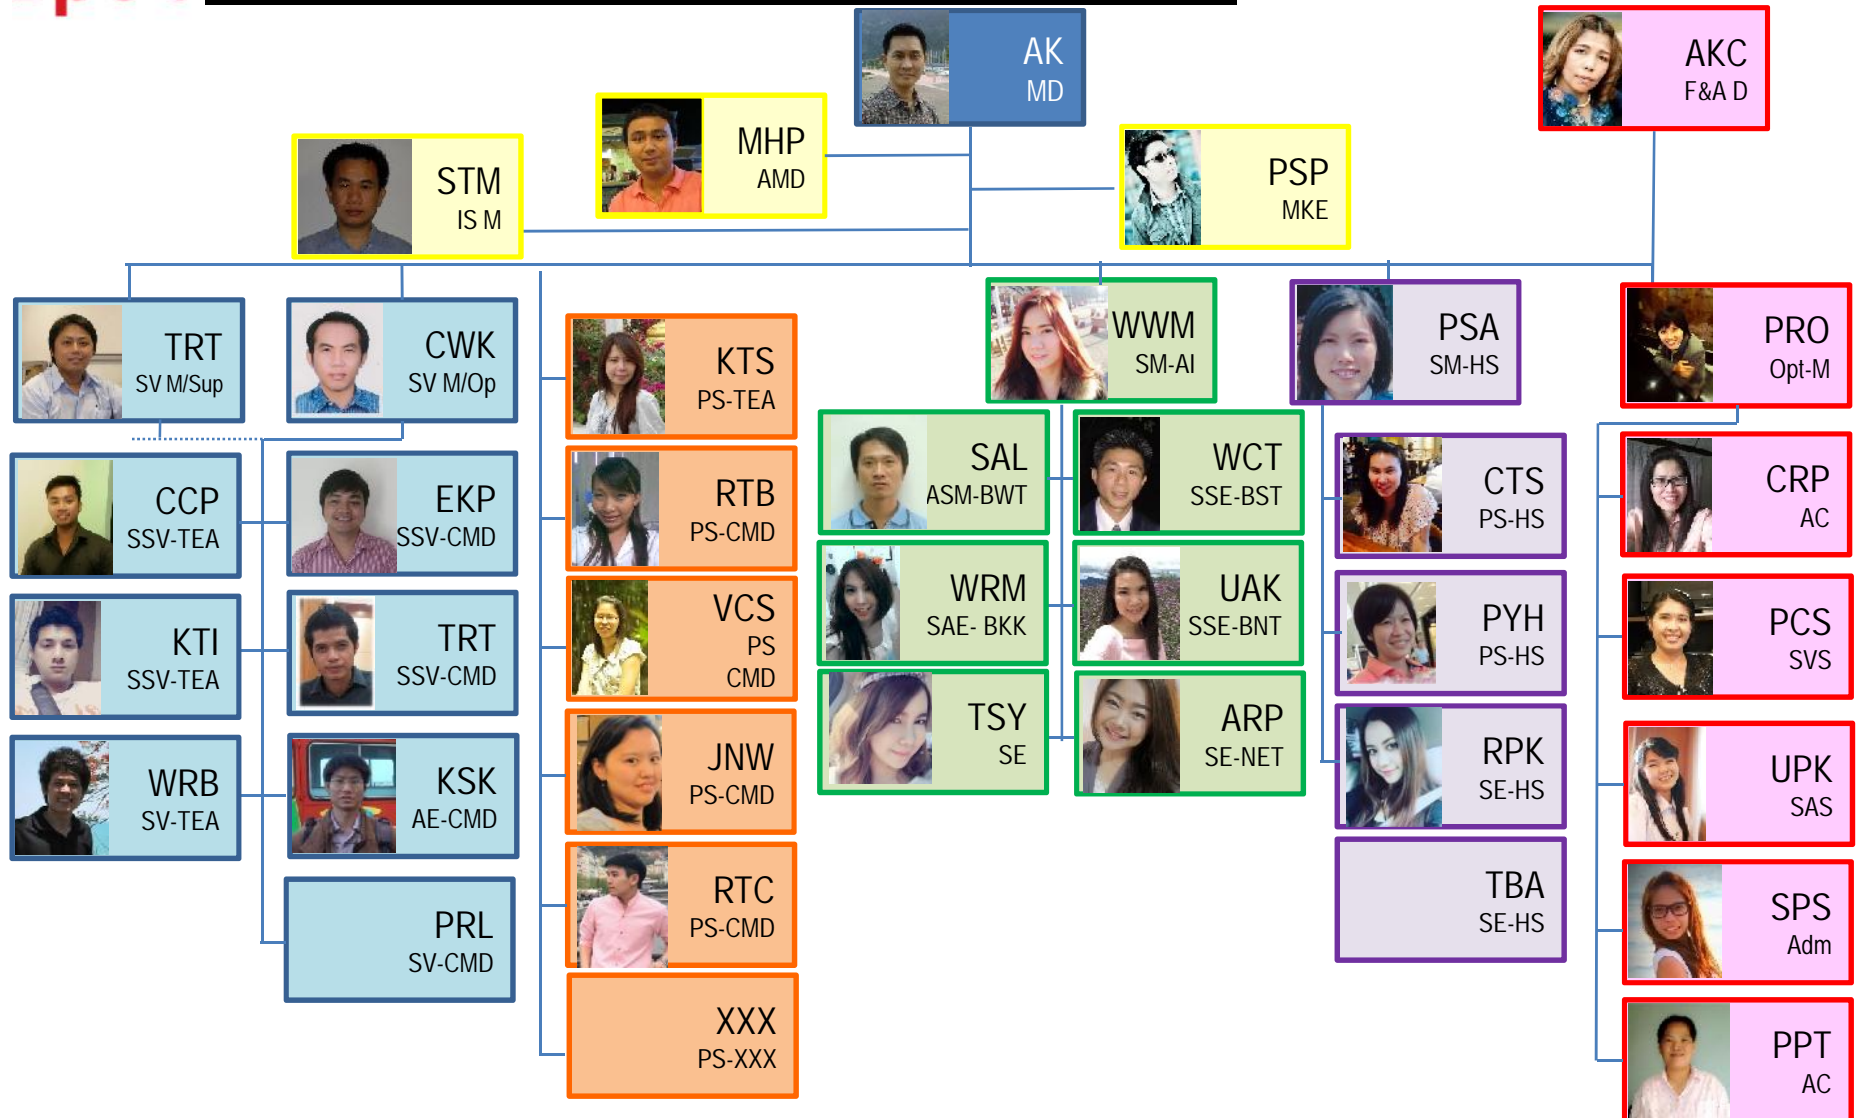 AK
MD
AKC
F&A D
MHP
AMD
PSP
MKE
STM
IS M
TRT
SV M/Sup
CWK
SV M/Op
KTS
PS-TEA
WWM
SM-AI
PSA
SM-HS
PRO
Opt-M
CCP
SSV-TEA
EKP
SSV-CMD
RTB
PS-CMD
SAL
ASM-BWT
WCT
SSE-BST
CTS
PS-HS
CRP
AC
KTI
SSV-TEA
TRT
SSV-CMD
VCS
PS
CMD
WRM
SAE- BKK
UAK
SSE-BNT
PYH
PS-HS
PCS
SVS
WRB
SV-TEA
KSK
AE-CMD
JNW
PS-CMD
TSY
SE
ARP
SE-NET
RPK
SE-HS
UPK
SAS
PRL
SV-CMD
RTC
PS-CMD
TBA
SE-HS
SPS
Adm
XXX
PS-XXX
PPT
AC